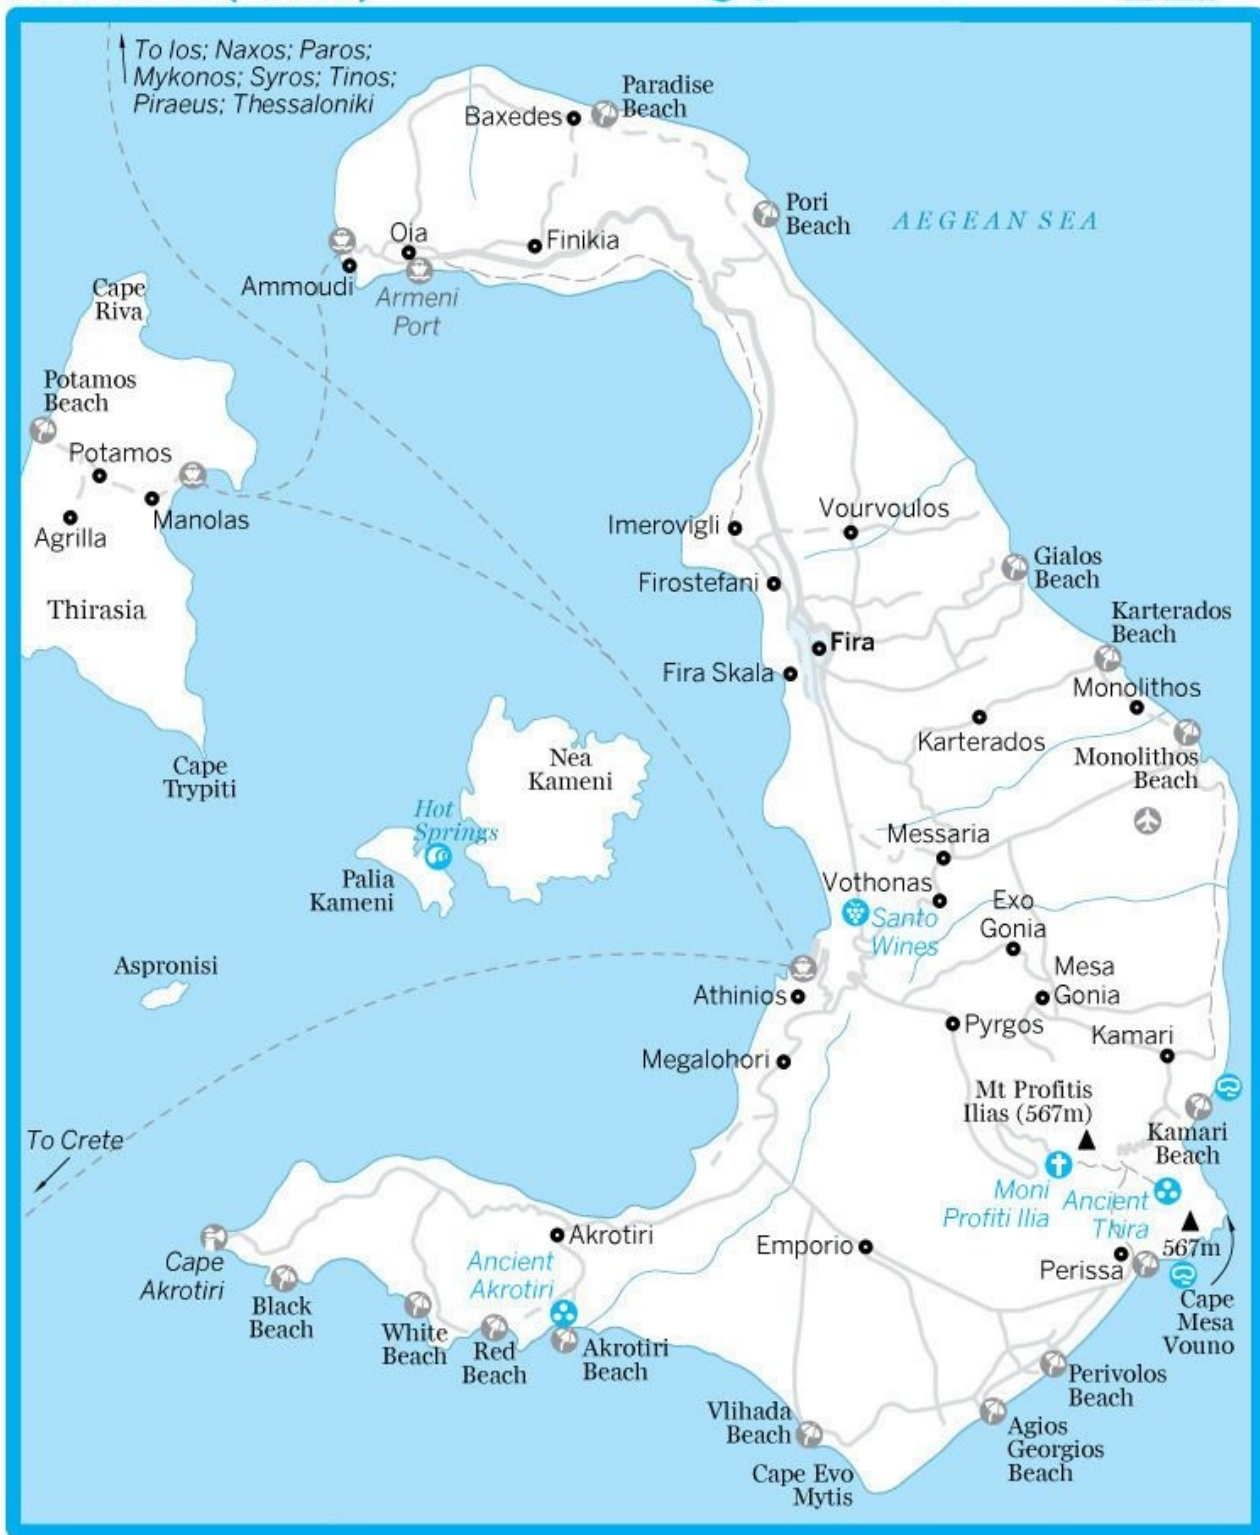 To Ios; Naxos; Paros;
Mykonos; Syros; Tinos;
Piraeus; Thessaloniki
Paradise
Beach
Baxedes
Pori
Beach
AEGEAN SEA
Oia
Finikia
Ammoudi
Armeni
Port
Cape
Riva
Potamos
Beach
Potamos
Manolas
Agrilla
Thirasia
Imerovigli
Vourvoulos
Firostefani
Gialos
Beach
Karterados
Beach
Fira
Fira Skala
Monolithos
Karterados
Monolithos
Beach
Cape
Trypiti
Nea
Kameni
Hot
Springs
Palia
Kameni
Messaria
Vothonas
Santo
Wines
Exo
Gonia
Mesa
Gonia
Aspronisi
Athinios
Pyrgos
Kamari
Megalohori
Mt Profitis
Ilias (567m)
Kamari
Beach
To Crete
Moni
Profiti Ilia
Ancient
Thira
567m
Cape
Akrotiri
Akrotiri
Ancient
Akrotiri
Emporio
Perissa
Cape
Mesa
Vouno
Black
Beach
White
Beach
Red
Beach
Akrotiri
Beach
Perivolos
Beach
Vlihada
Beach
Agios
Georgios
Beach
Cape Evo
Mytis